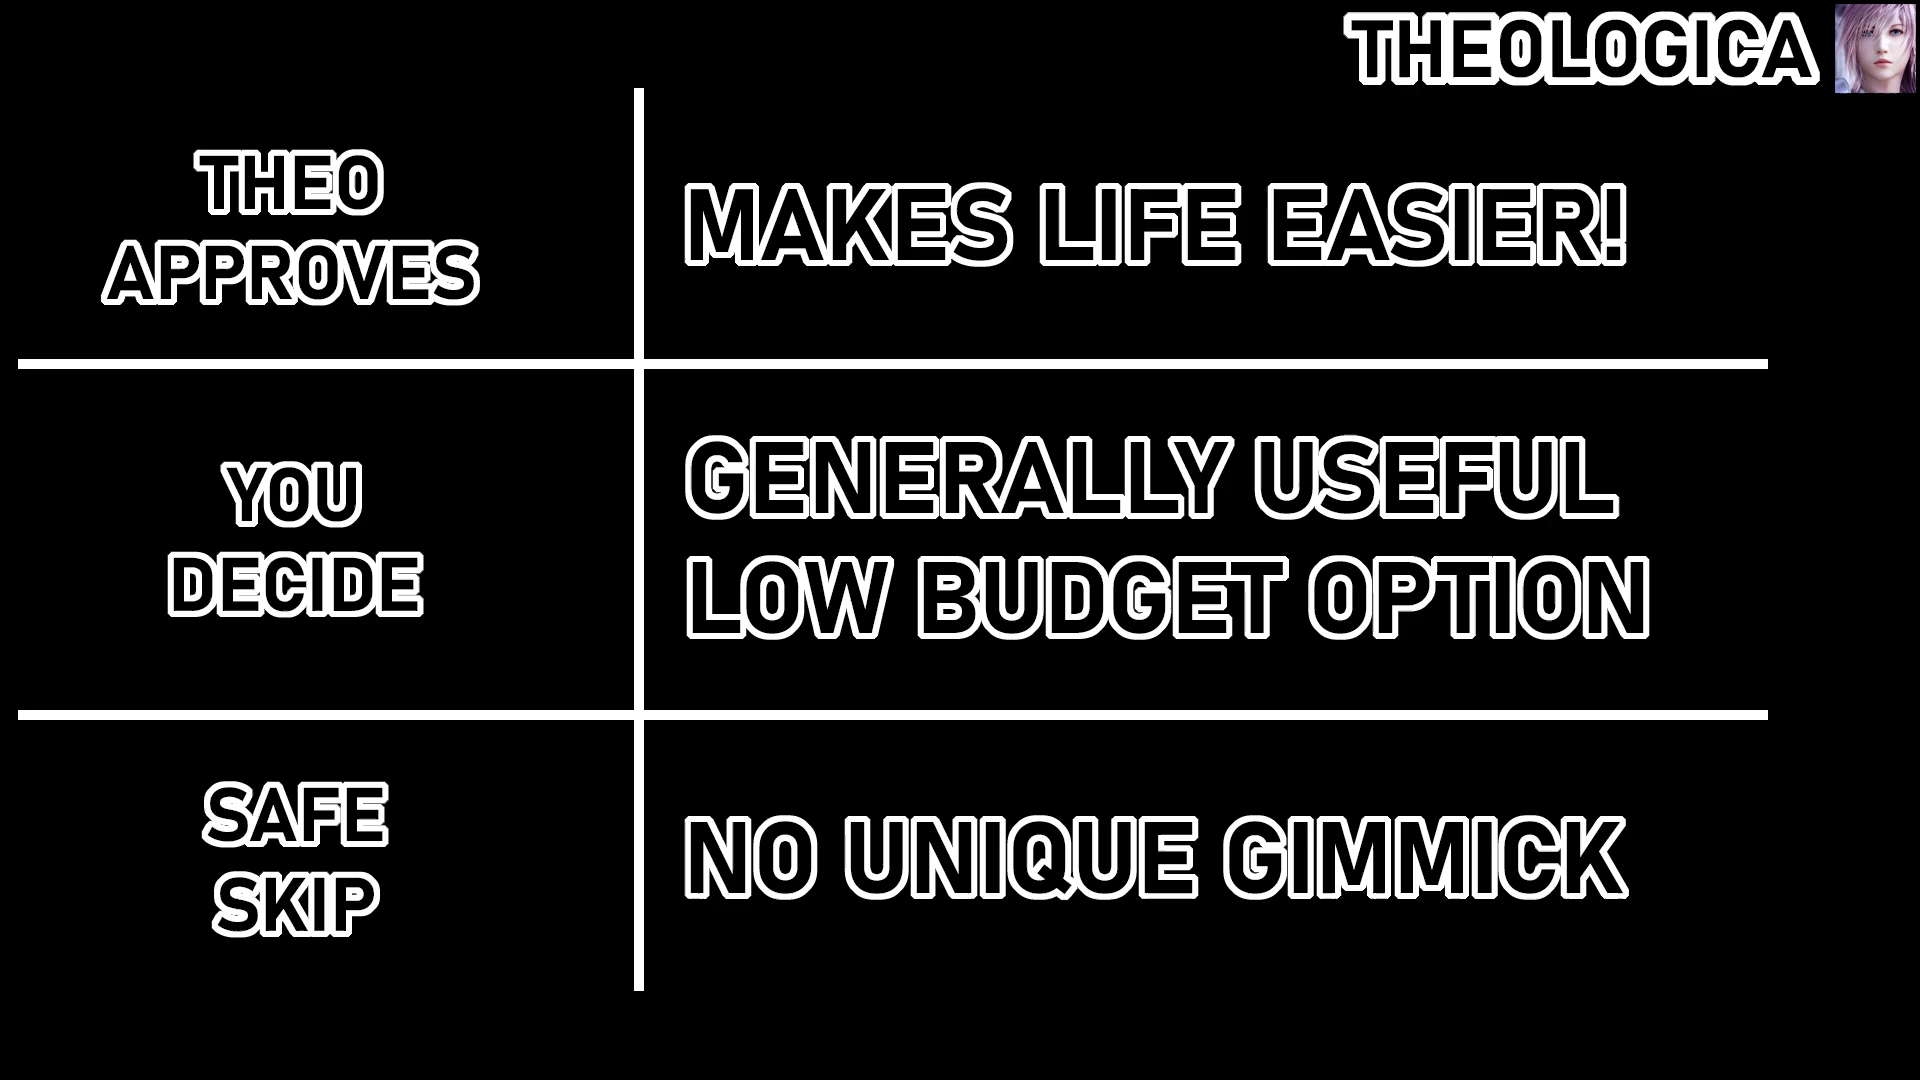 THEOLOGICA
THEO
APPROVES
MAKES LIFE EASIER!
YOU
DECIDE
GENERALLY USEFUL
LOW BUDGET OPTION
SAFE
SKIP
NO UNIQUE GIMMICK